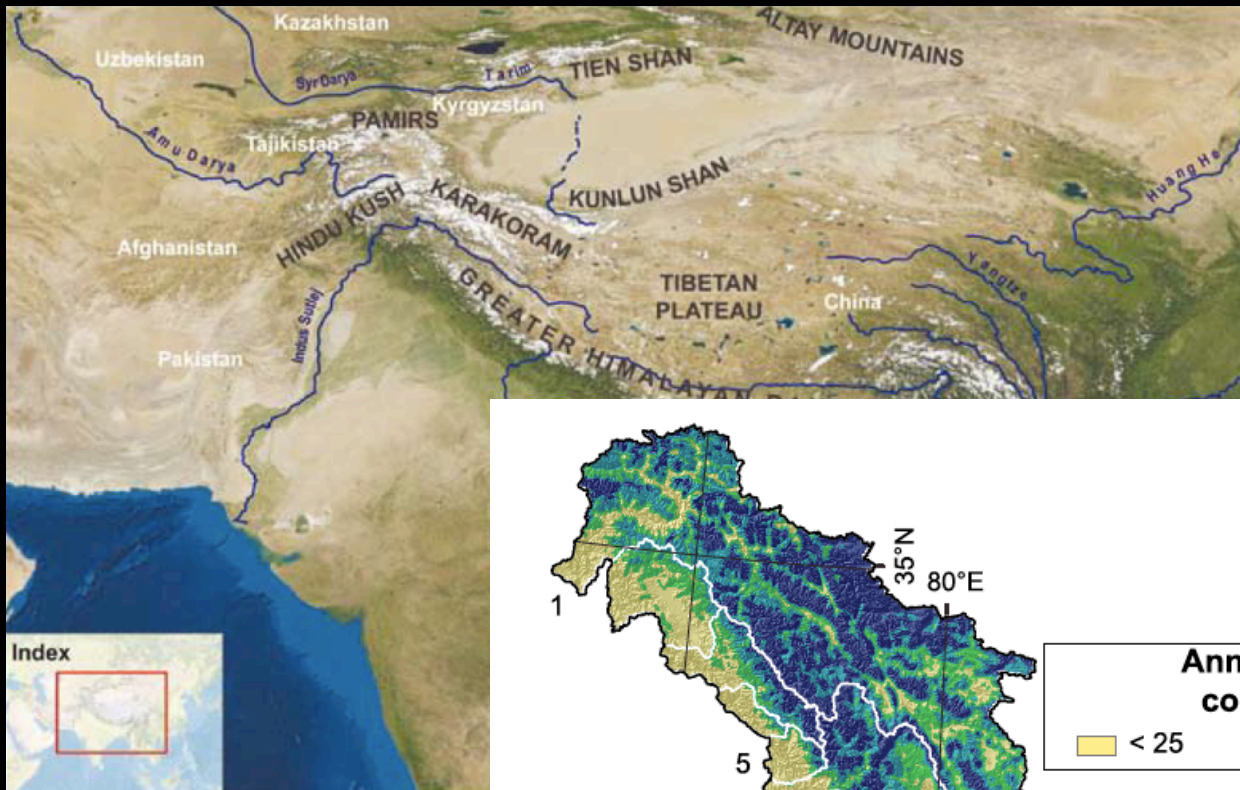 ALTAY MOUNTAINS
Kazakhstan
Uzbekistan
TIEN SHAN
Tarim
Syr Darya
Kyrgyzstan
PAMIRS
Tajikistan
Amu Darya
Huang He
KUNLUN SHAN
KARAKORAM
HINDU KUSH
Afghanistan
Yangtze
TIBETAN
PLATEAU
China
GREATER HIMALAYAN
Indus Sutlej
Pakistan
35°N
80°E
1
Index
Ann
co
< 25
5